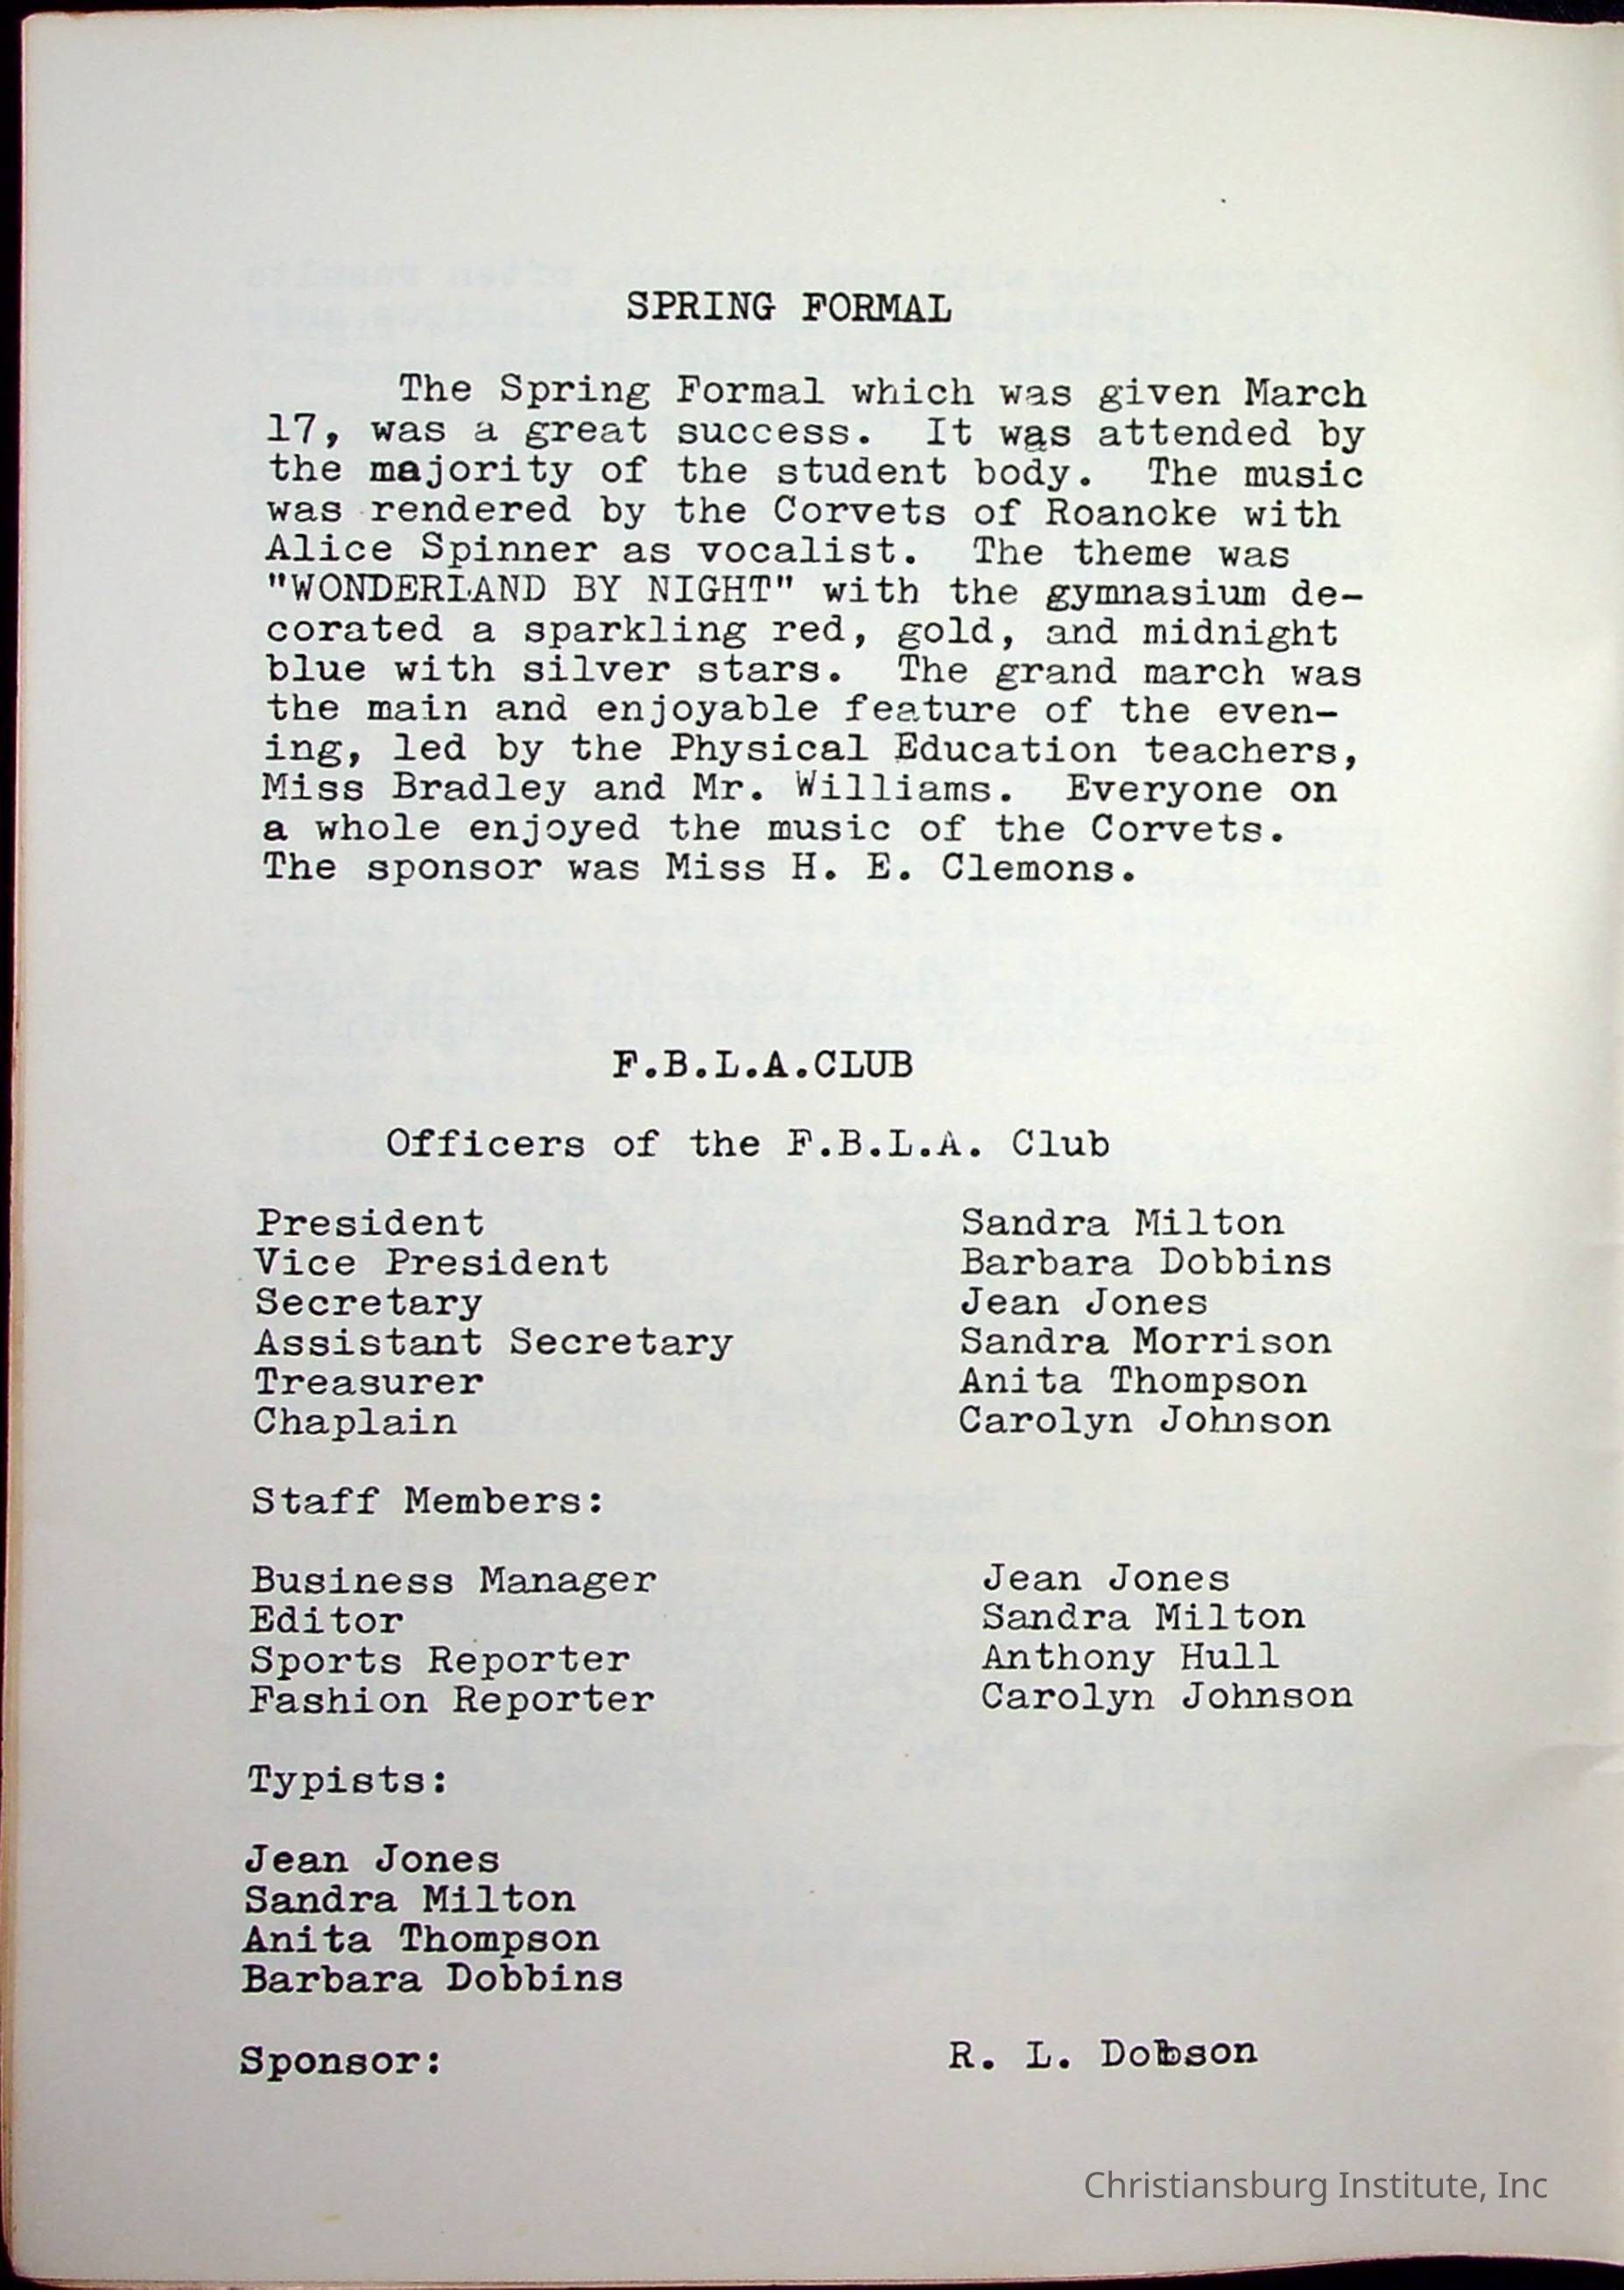 SPRING FORMAL
The Spring Formal which was given March
17, was a great success. It was attended by
the majority of the student body. The music
was rendered by the Corvets of Roanoke with
Alice Spinner as vocalist. The theme was
"WONDERLAND BY NIGHT" with the gymnasium de-
corated a sparkling red, gold, and midnight
blue with silver stars. The grand march was
the main and enjoyable feature of the even-
ing, led by the Physical Education teachers,
Miss Bradley and Mr. Williams. Everyone on
a whole enjoyed the music of the Corvets.
The sponsor was Miss H. E. Clemons.
F.B.L.A.CLUB
Officers of the F.B.L.A. Club
President Sandra Milton
Vice President Barbara Dobbins
Secretary Jean Jones
Assistant Secretary Sandra Morrison
Treasurer Anita Thompson
Chaplain Carolyn Johnson
Staff Members:
Business Manager Jean Jones
Editor Sandra Milton
Sports Reporter Anthony Hull
Fashion Reporter Carolyn Johnson
Typists:
Jean Jones
Sandra Milton
Anita Thompson
Barbara Dobbins
Sponsor: R. L. Dobson
Christiansburg Institute, Inc